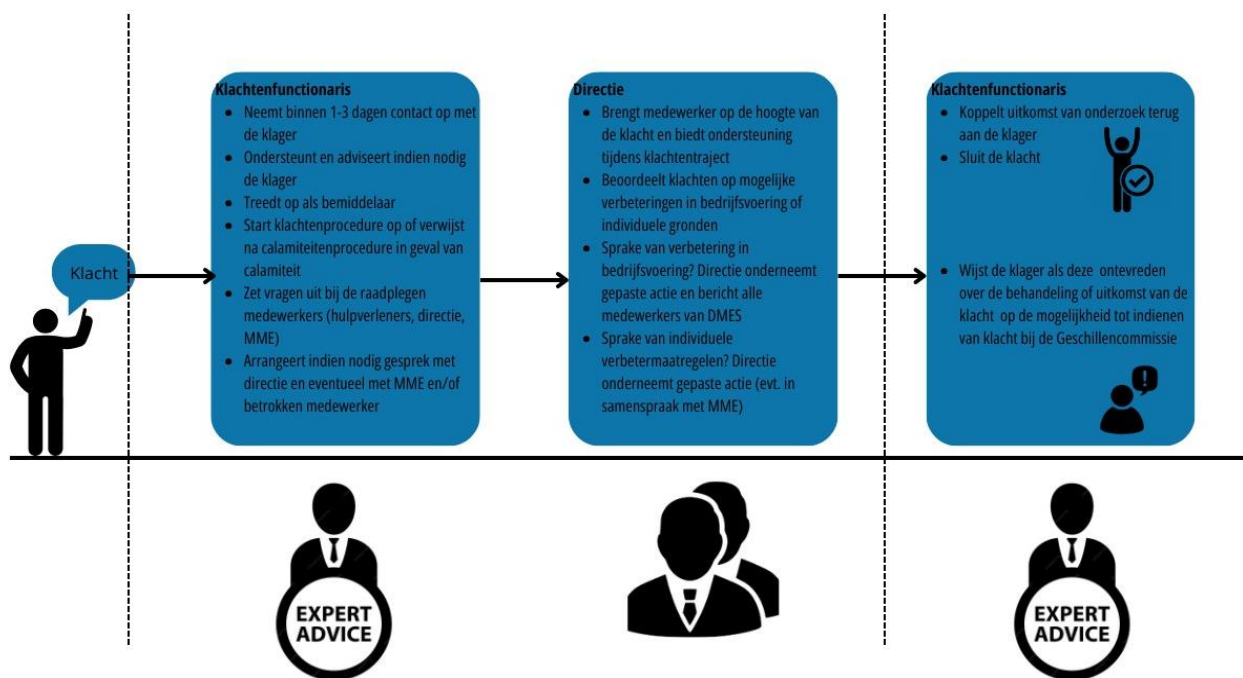 Klacht
Klachtenfunctionaris
• Neemt binnen 1-3 dagen contact op met
de klager
• Ondersteunt en adviseert indien nodig
de klager
• Treedt op als bemiddelaar
• Start klachtenprocedure op of verwijst
na calamiteitenprocedure in geval van
calamiteit
• Zet vragen uit bij de raadplegen
medewerkers (hulpverleners, directie,
MME)
• Arrangeert indien nodig gesprek met
directie en eventueel met MME en/of
betrokken medewerker
Directie
• Brengt medewerker op de hoogte van
de klacht en biedt ondersteuning
tijdens klachtentraject
• Beoordeelt klachten op mogelijke
verbeteringen in bedrijfsvoering of
individuele gronden
• Sprake van verbetering in
bedrijfsvoering? Directie onderneemt
gepaste actie en bericht alle
medewerkers van DMES
• Sprake van individuele
verbetermaatregelen? Directie
onderneemt gepaste actie (evt. in
samenspraak met MME)
Klachtenfunctionaris
• Koppelt uitkomst van onderzoek terug
aan de klager
• Sluit de klacht
• Wijst de klager als deze ontevreden
over de behandeling of uitkomst van de
klacht op de mogelijkheid tot indienen
van klacht bij de Geschillencommissie
EXPERT
ADVICE
EXPERT
ADVICE